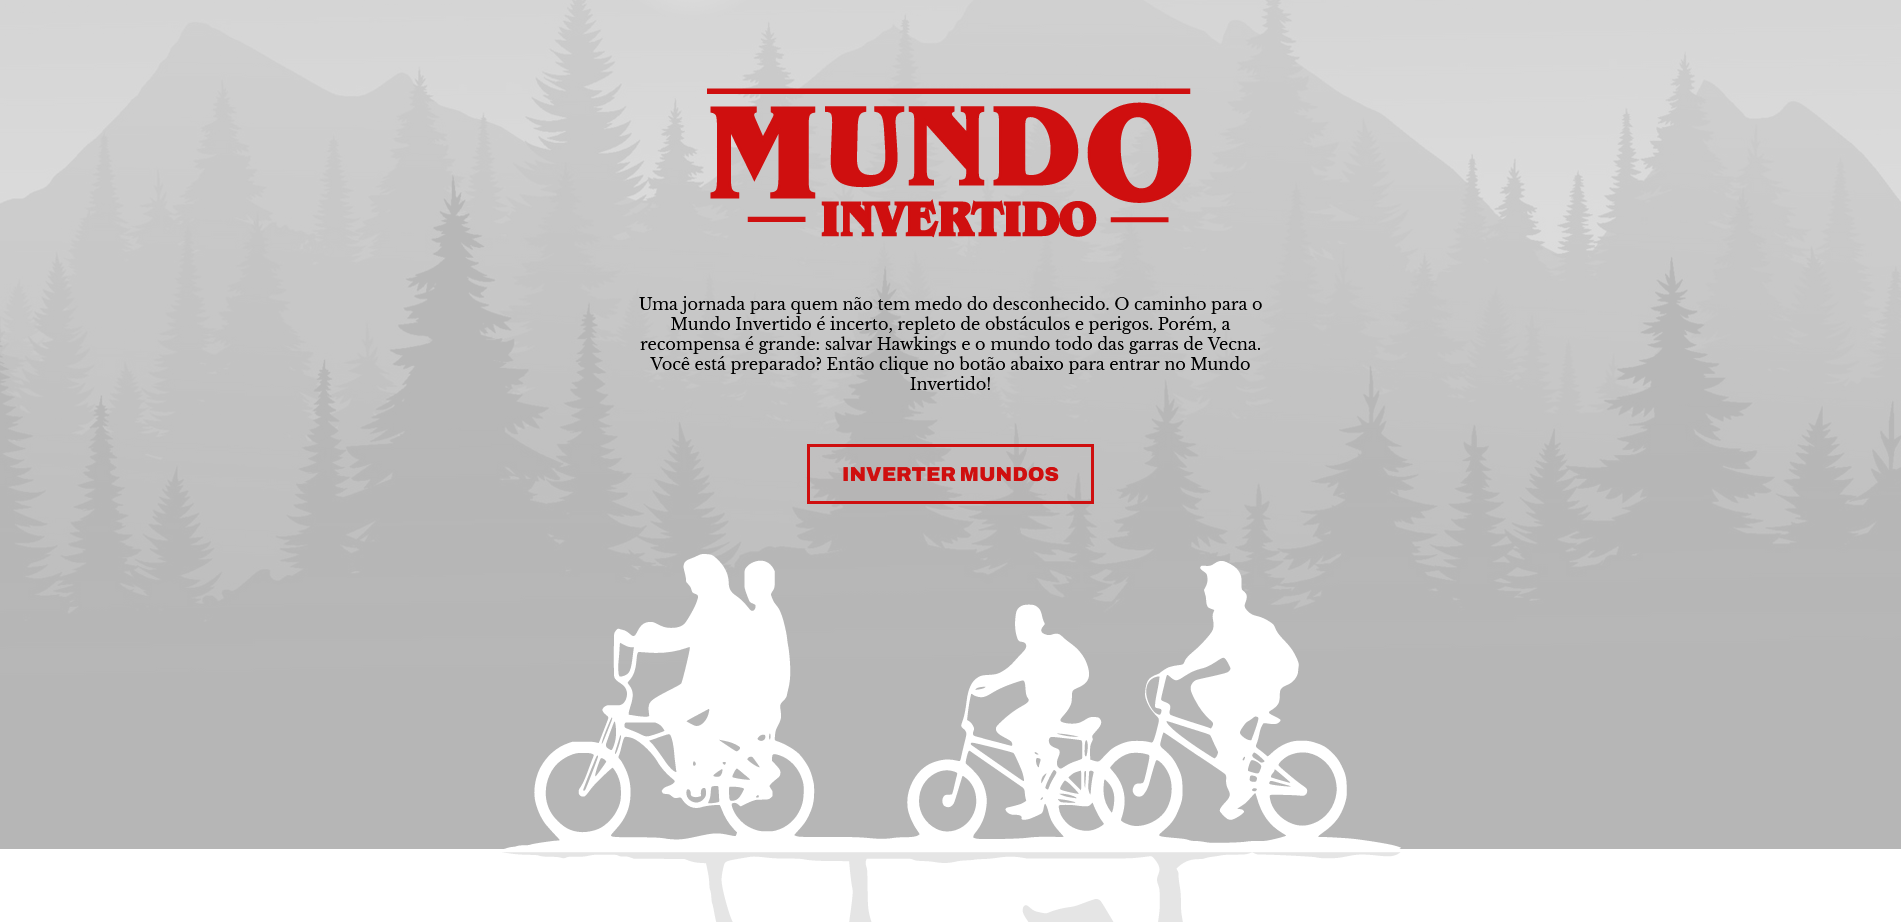 MUNDO
INVERTIDO
Uma jornada para quem não tem medo do desconhecido. O caminho para o
Mundo Invertido é incerto, repleto de obstáculos e perigos. Porém, a
recompensa é grande: salvar Hawkings e o mundo todo das garras de Vecna.
Você está preparado? Então clique no botão abaixo para entrar no Mundo
Invertido!
INVERTER MUNDOS